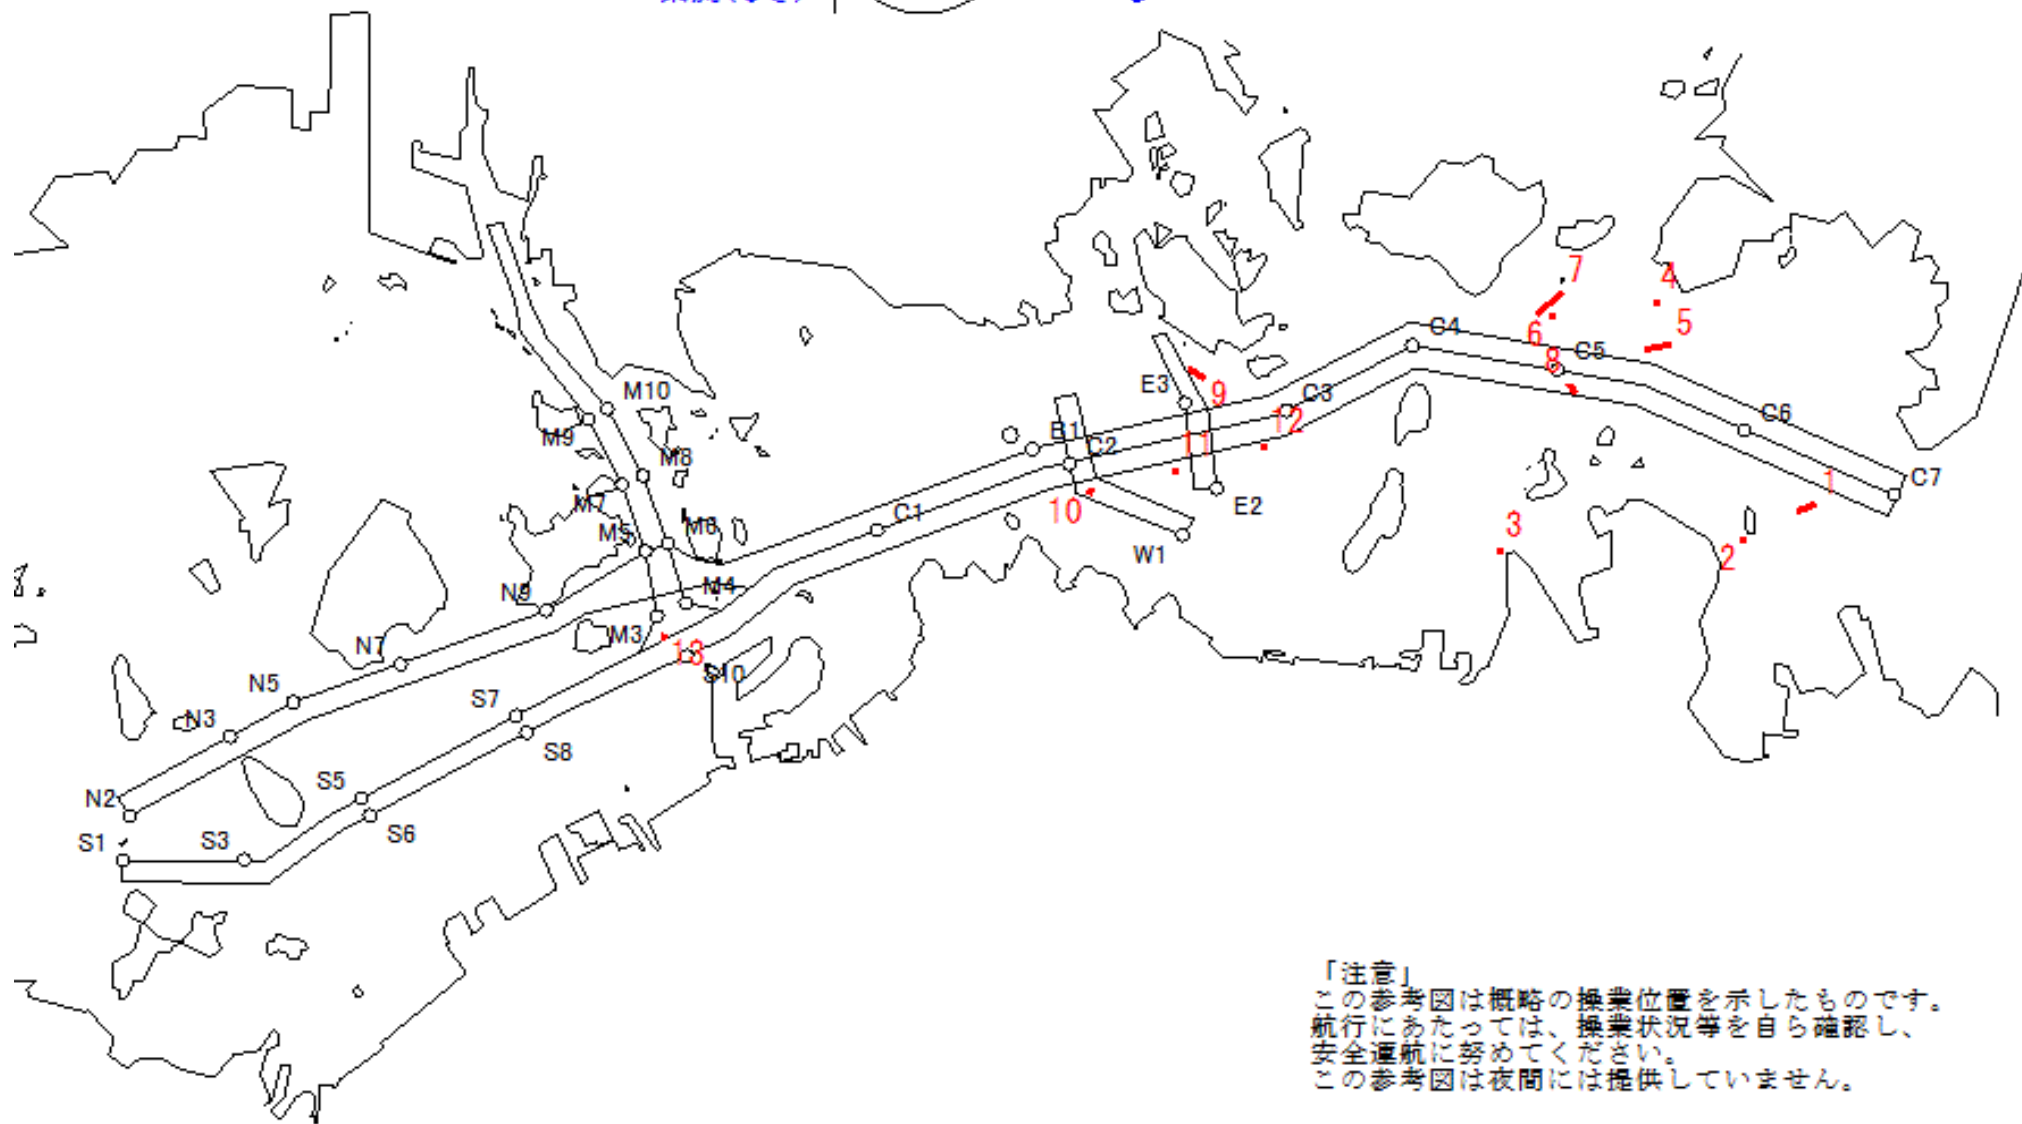 7
4
5
6
C4
C5
8
M10
E3
9
C3
12
C6
M9
B1
C2
11
M8
1
C7
M7
10
E2
C1
3
M5
M6
W1
2
N9
M4
M3
13
N7
S10
N5
S7
N3
S8
S5
N2
S6
S1
S3
「注意」
この参考図は概略の操業位置を示したものです。
航行にあたっては、操業状況等を自ら確認し、
安全運航に努めてください。
この参考図は夜間には提供していません。